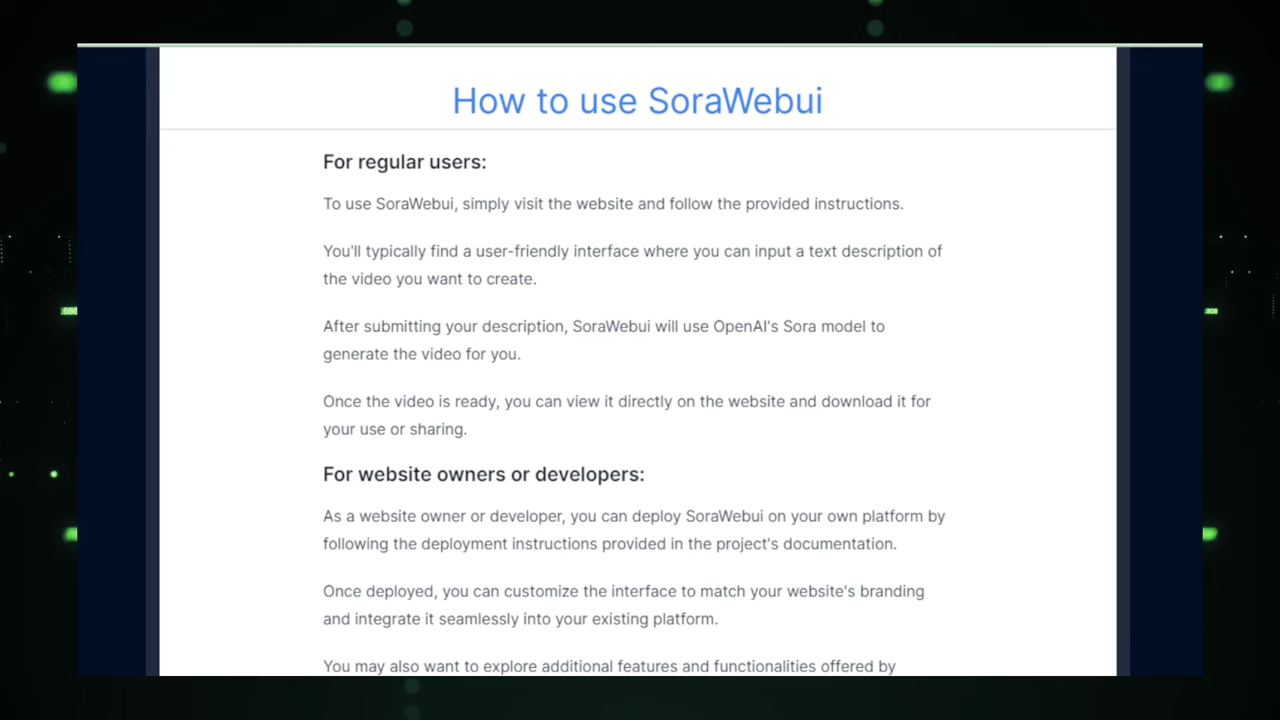 How to use SoraWebui
For regular users:
To use SoraWebui, simply visit the website and follow the provided instructions.
You'll typically find a user-friendly interface where you can input a text description of
the video you want to create.
After submitting your description, SoraWebui will use OpenAI's Sora model to
generate the video for you.
Once the video is ready, you can view it directly on the website and download it for
your use or sharing.
For website owners or developers:
As a website owner or developer, you can deploy SoraWebui on your own platform by
following the deployment instructions provided in the project's documentation.
Once deployed, you can customize the interface to match your website's branding
and integrate it seamlessly into your existing platform.
You may also want to explore additional features and functionalities offered by